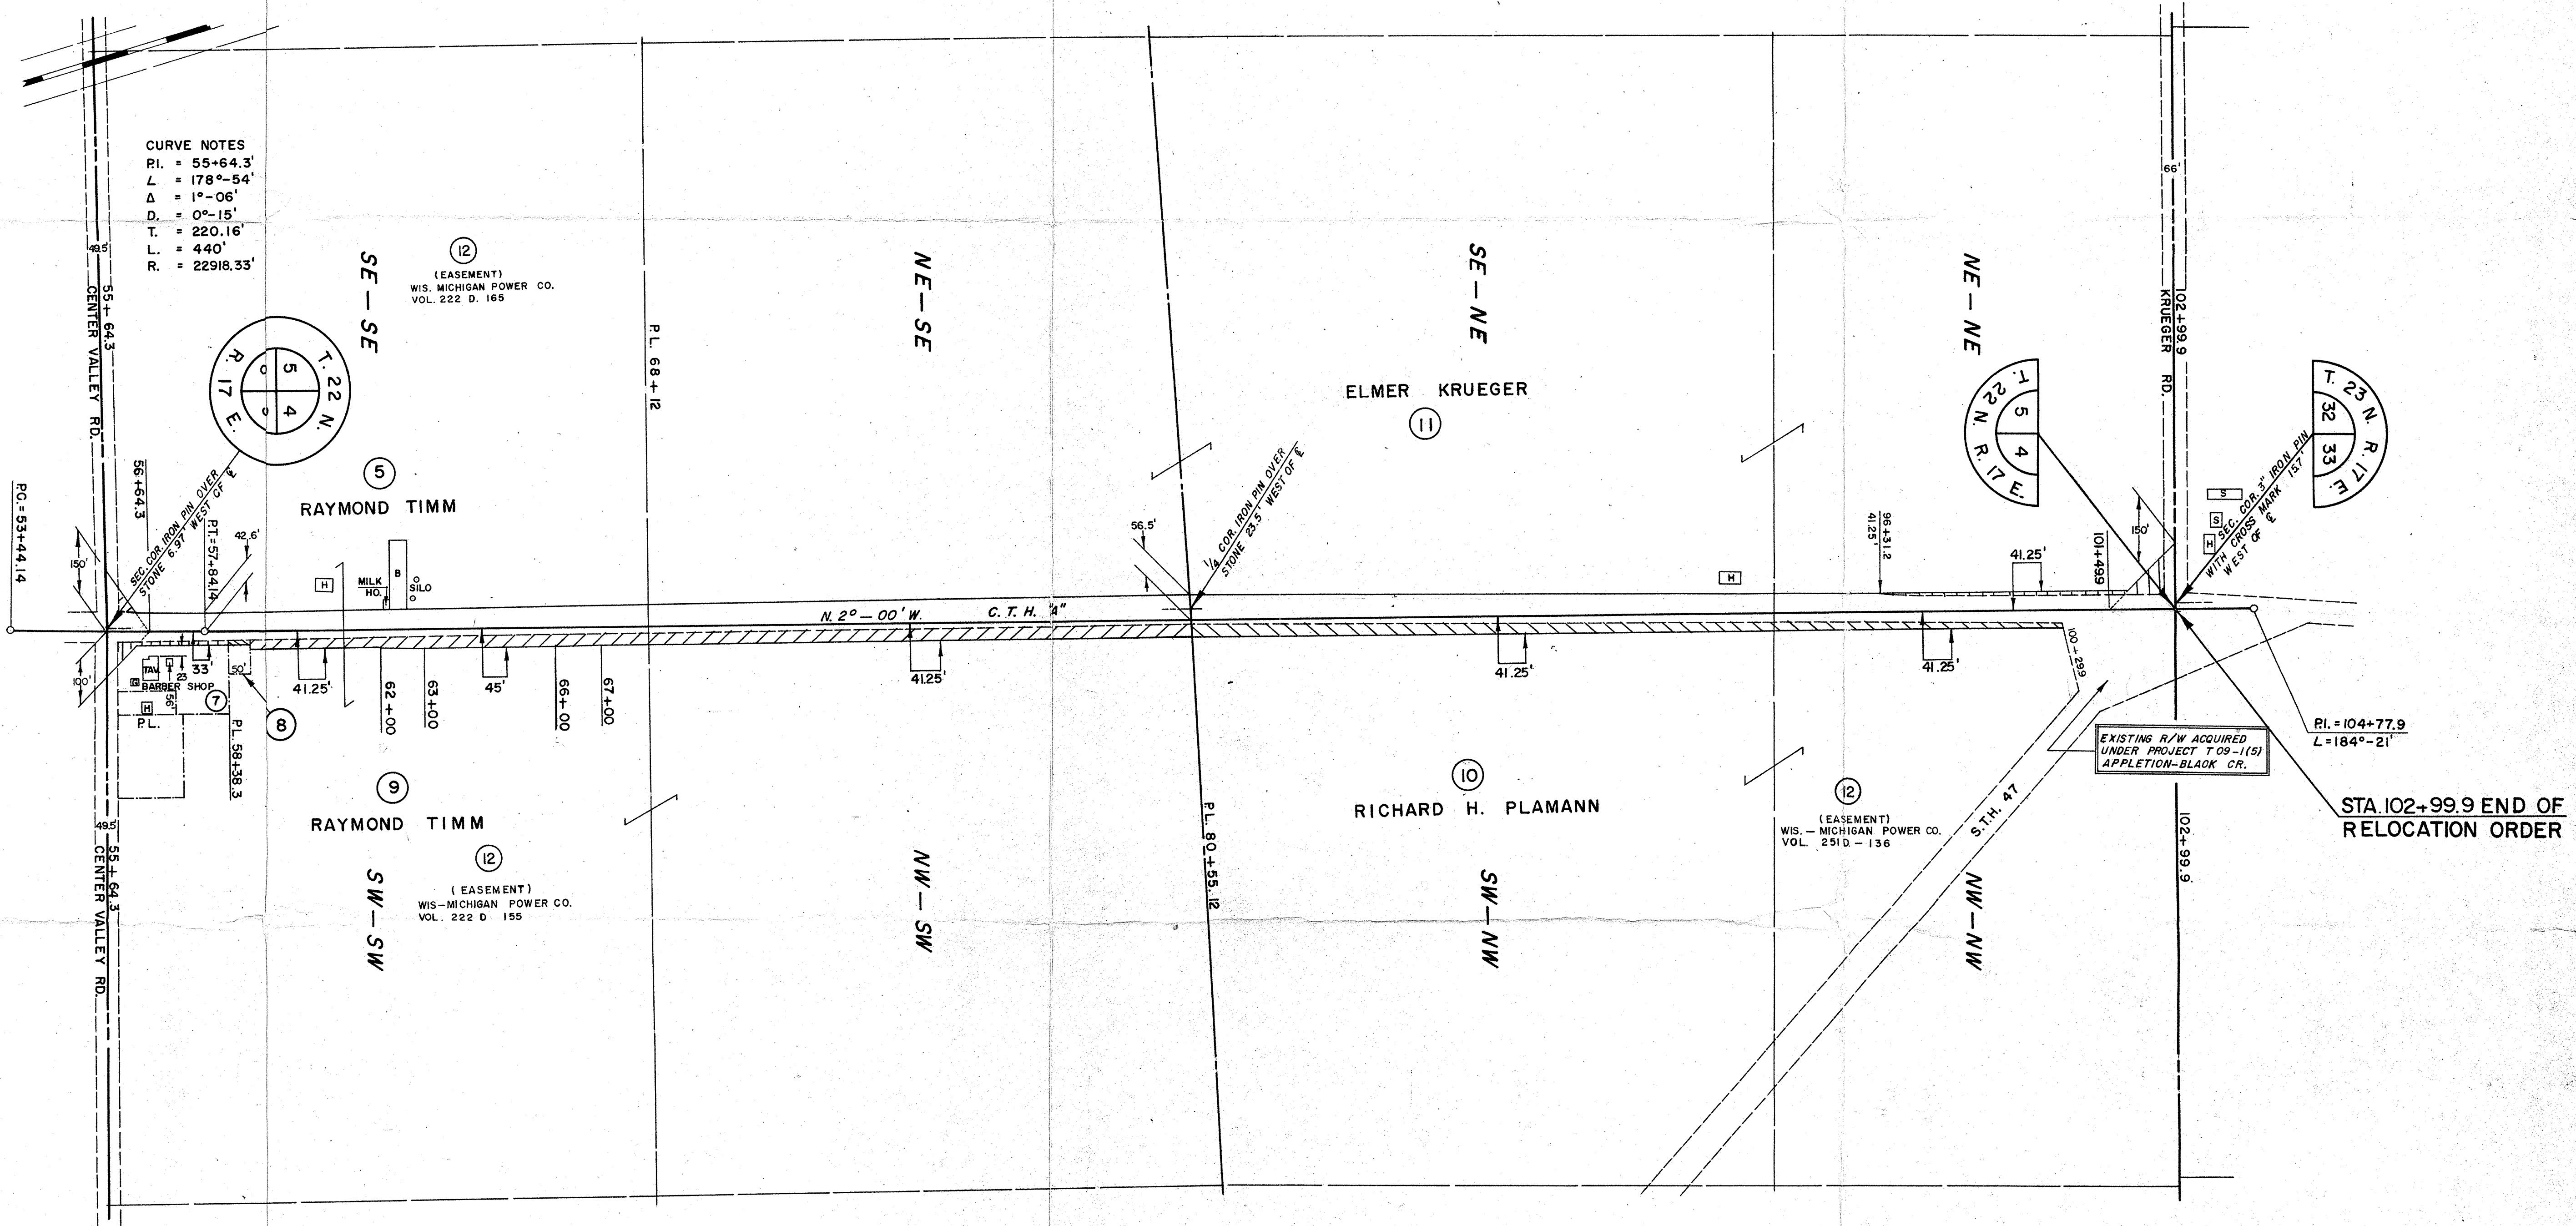 CURVE NOTES
P.I. = 55+64.3'
∠ = 178°-54'
Δ = 1°-06'
D. = 0°-15'
T. = 220.16'
L. = 440'
R. = 22918.33'
49.5'
55+64.3
CENTER VALLEY RD.
SE — SE
12
(EASEMENT)
WIS. MICHIGAN POWER CO.
VOL. 222 D. 165
P.L. 68+12
NE — SE
SE — NE
NE — NE
ELMER KRUEGER
11
66'
102+99.9
KRUEGER RD.
T. 22 N.
R. 17 E.
5
4
T. 22 N. R. 17 E.
5
4
T. 23 N. R. 17 E.
32
33
P.C. = 53+44.14
56+64.3
SEC. COR. IRON PIN OVER
STONE 6.97' WEST OF ℄
P.T. = 57+84.14
42.6'
150'
5
RAYMOND TIMM
H
MILK
HO.
B
SILO
56.5'
1/4 COR. IRON PIN OVER
STONE 23.5' WEST OF ℄
H
96+31.2
41.25'
41.25'
101+49.9
150'
S
S
H
SEC. COR. 3" IRON PIN
WITH CROSS MARK 15.7'
WEST OF ℄
N. 2° — 00' W.
C. T. H. "A"
100'
TAV.
G
BARBER SHOP
H
23
33'
56'
50'
7
8
P.L.
P.L. 58+38.3
41.25'
62+00
63+00
45'
66+00
67+00
41.25'
41.25'
41.25'
100+29.9
P.I. = 104+77.9
∠ = 184°-21'
EXISTING R/W ACQUIRED
UNDER PROJECT T 09-1(5)
APPLETION-BLACK CR.
STA. 102+99.9 END OF
RELOCATION ORDER
9
RAYMOND TIMM
12
(EASEMENT)
WIS-MICHIGAN POWER CO.
VOL. 222 D 155
49.5'
55+64.3
CENTER VALLEY RD.
SW — SW
NW — SW
P.L. 80+55.12
10
RICHARD H. PLAMANN
SW — NW
12
(EASEMENT)
WIS. — MICHIGAN POWER CO.
VOL. 251D. — 136
S.T.H. 47
NW — NW
102+99.9